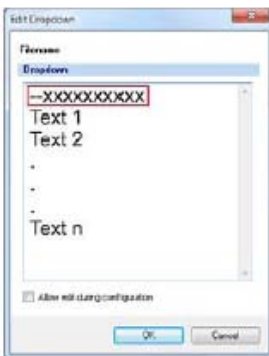 Edit Dropdown
Filename
Dropdown
--XXXXXXXXXX
Text 1
Text 2
.
.
.
Text n
Allow edit during configuration
OK
Cancel